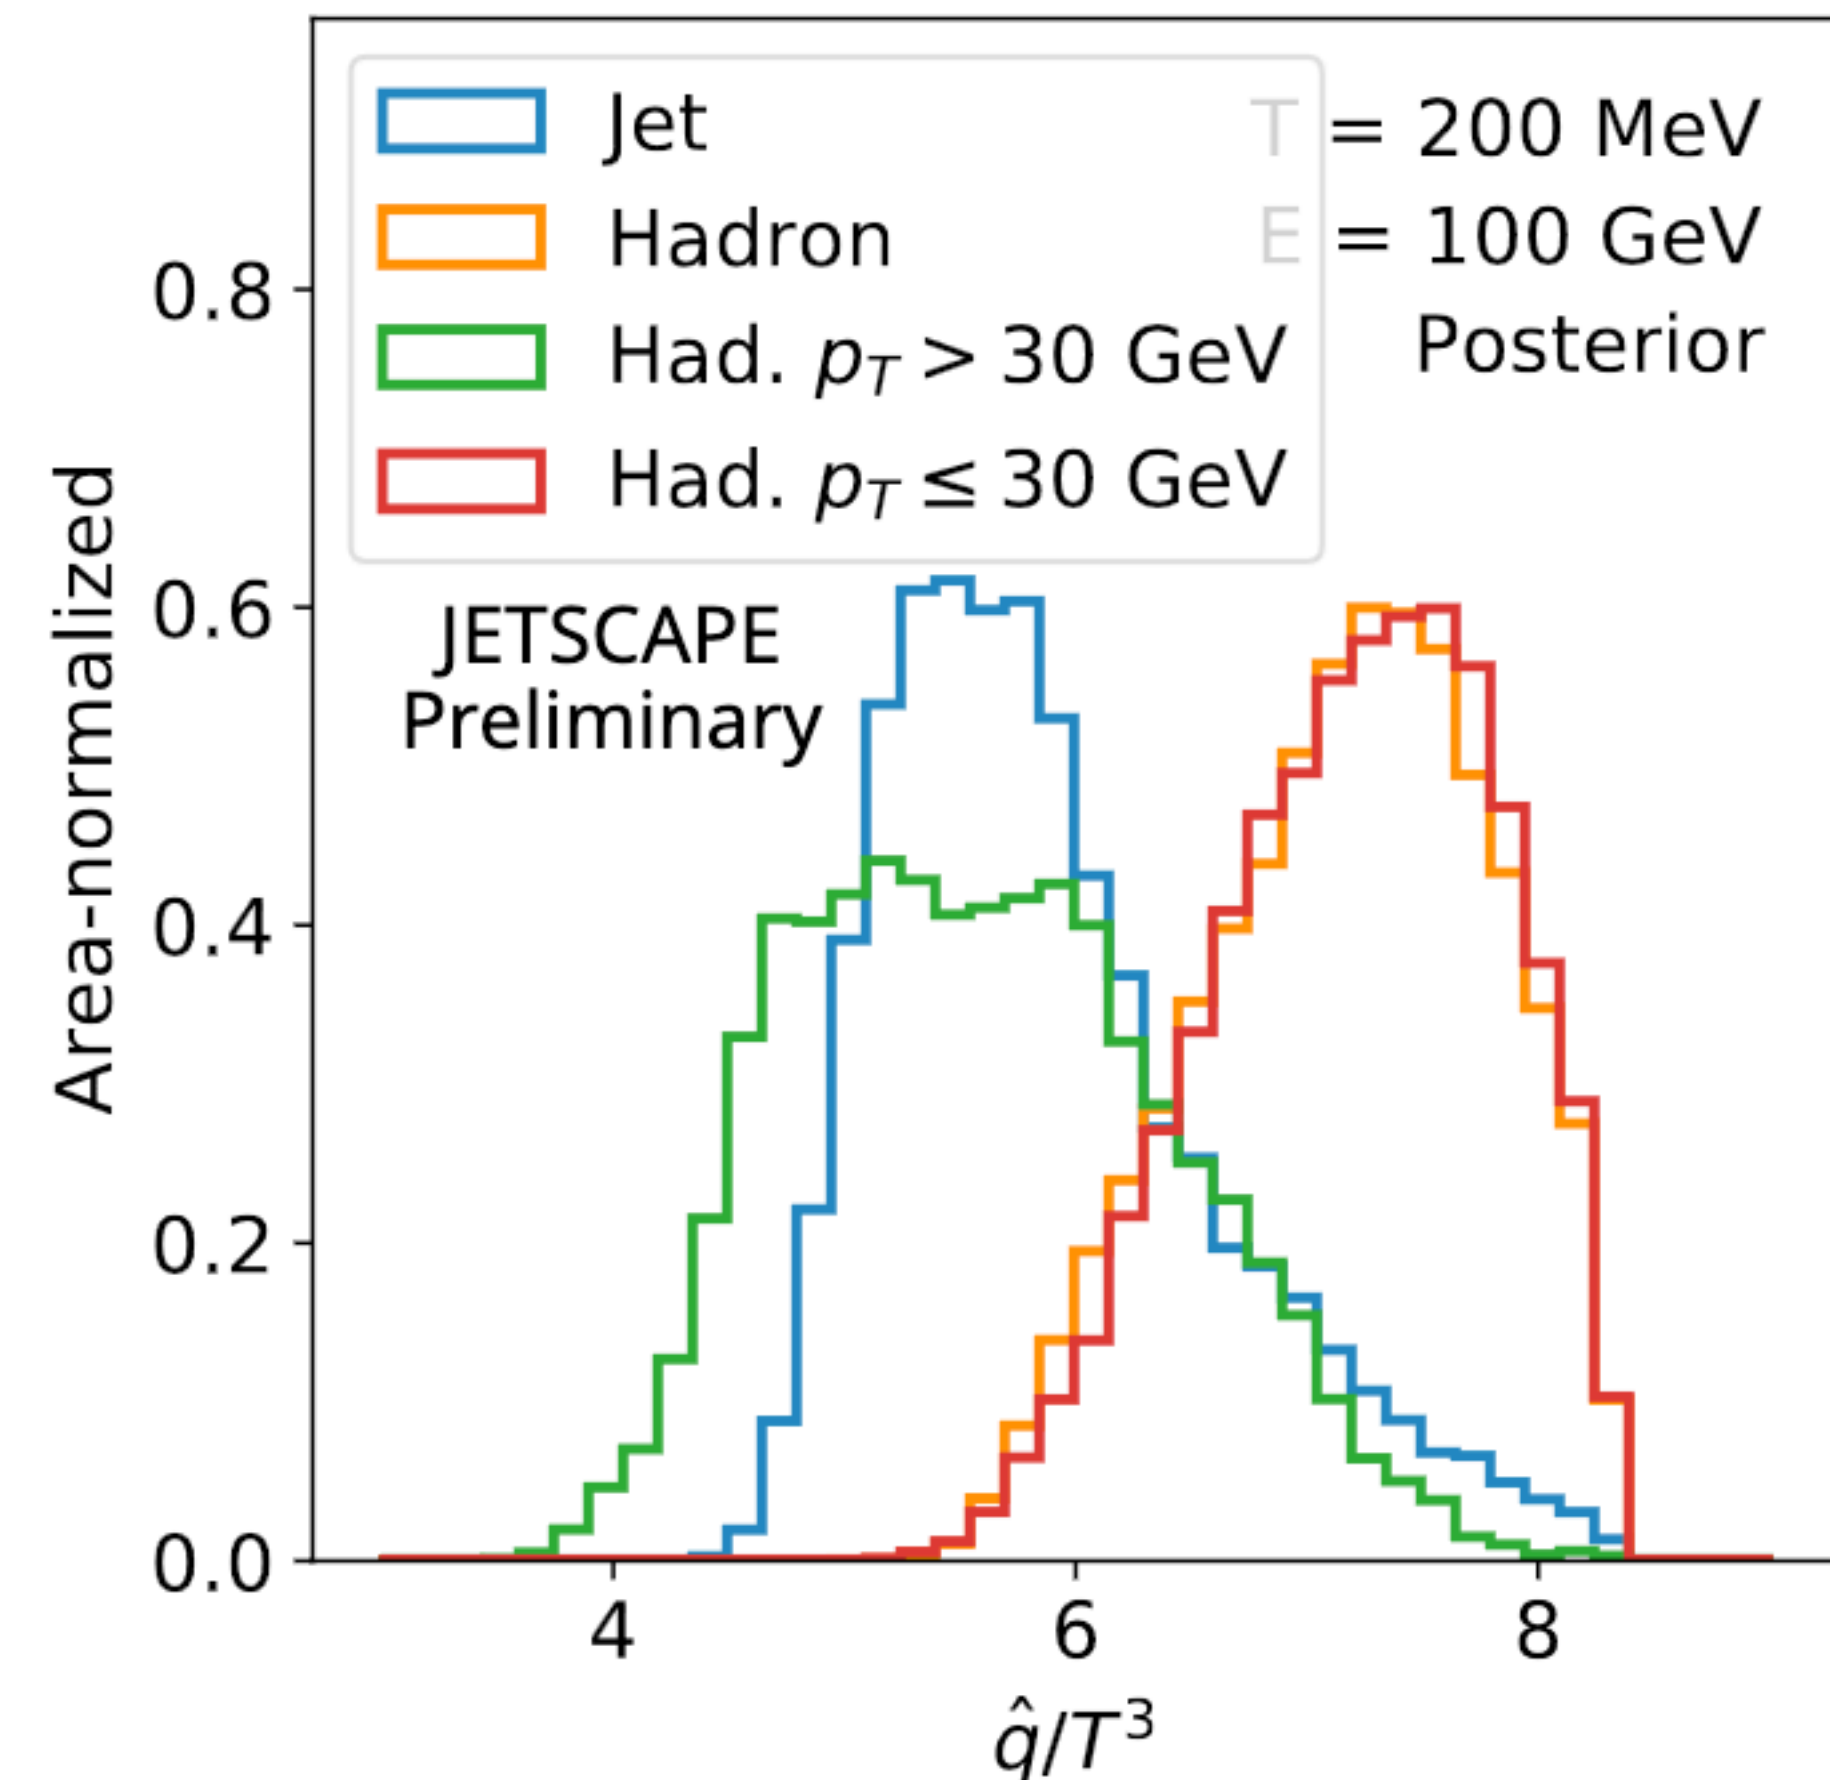 Jet
Hadron
Had. p_T > 30 GeV
Had. p_T ≤ 30 GeV
T = 200 MeV
E = 100 GeV
Posterior
JETSCAPE
Preliminary
Area-normalized
0.8
0.6
0.4
0.2
0.0
4 6 8
q̂/T³